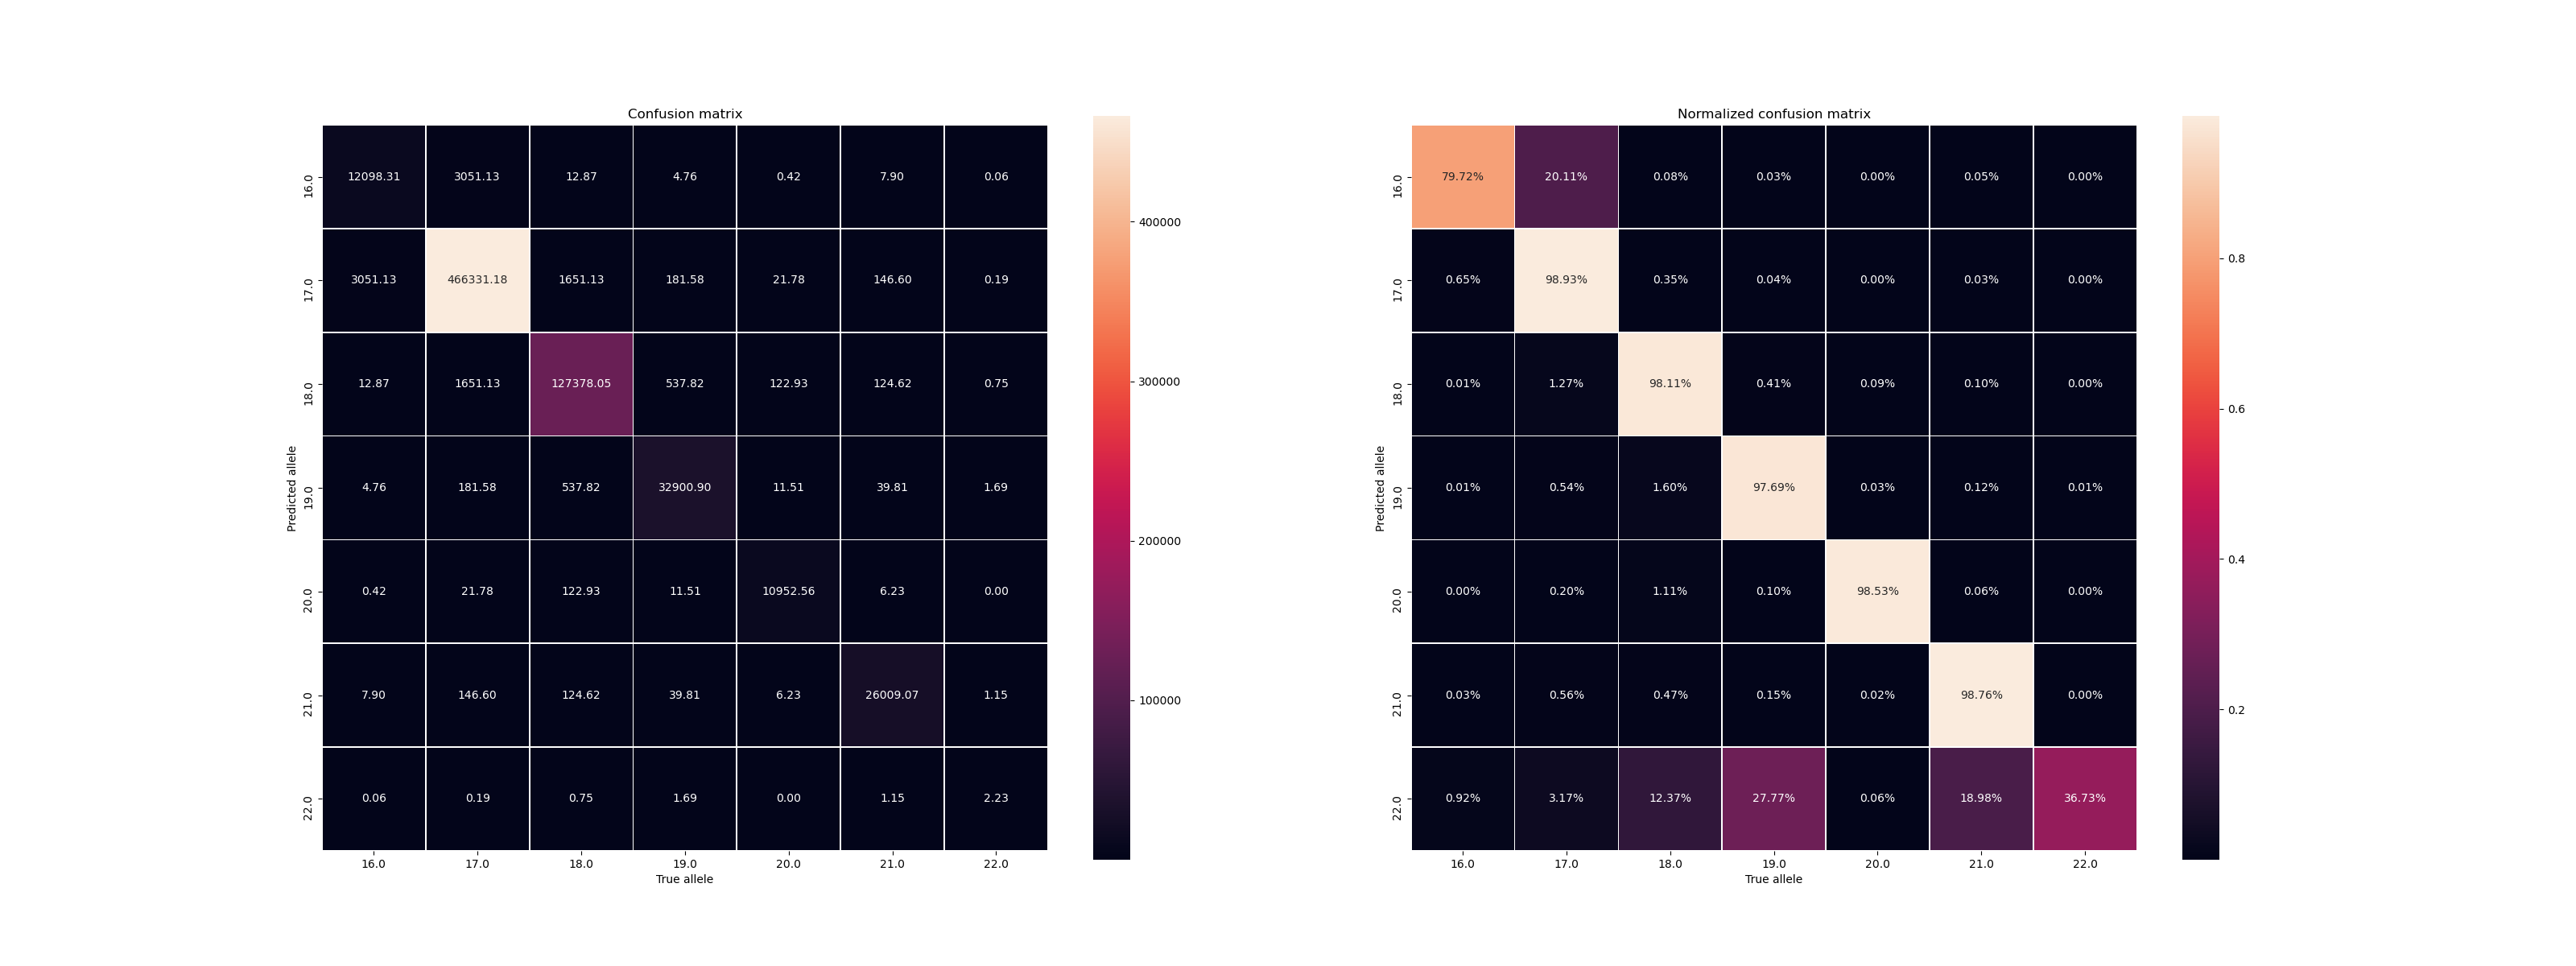 Confusion matrix
16.0 12098.31 3051.13 12.87 4.76 0.42 7.90 0.06
17.0 3051.13 466331.18 1651.13 181.58 21.78 146.60 0.19
18.0 12.87 1651.13 127378.05 537.82 122.93 124.62 0.75
19.0 4.76 181.58 537.82 32900.90 11.51 39.81 1.69
20.0 0.42 21.78 122.93 11.51 10952.56 6.23 0.00
21.0 7.90 146.60 124.62 39.81 6.23 26009.07 1.15
22.0 0.06 0.19 0.75 1.69 0.00 1.15 2.23
16.0 17.0 18.0 19.0 20.0 21.0 22.0
True allele
Predicted allele
400000
300000
200000
100000
Normalized confusion matrix
16.0 79.72% 20.11% 0.08% 0.03% 0.00% 0.05% 0.00%
17.0 0.65% 98.93% 0.35% 0.04% 0.00% 0.03% 0.00%
18.0 0.01% 1.27% 98.11% 0.41% 0.09% 0.10% 0.00%
19.0 0.01% 0.54% 1.60% 97.69% 0.03% 0.12% 0.01%
20.0 0.00% 0.20% 1.11% 0.10% 98.53% 0.06% 0.00%
21.0 0.03% 0.56% 0.47% 0.15% 0.02% 98.76% 0.00%
22.0 0.92% 3.17% 12.37% 27.77% 0.06% 18.98% 36.73%
16.0 17.0 18.0 19.0 20.0 21.0 22.0
True allele
Predicted allele
0.8
0.6
0.4
0.2